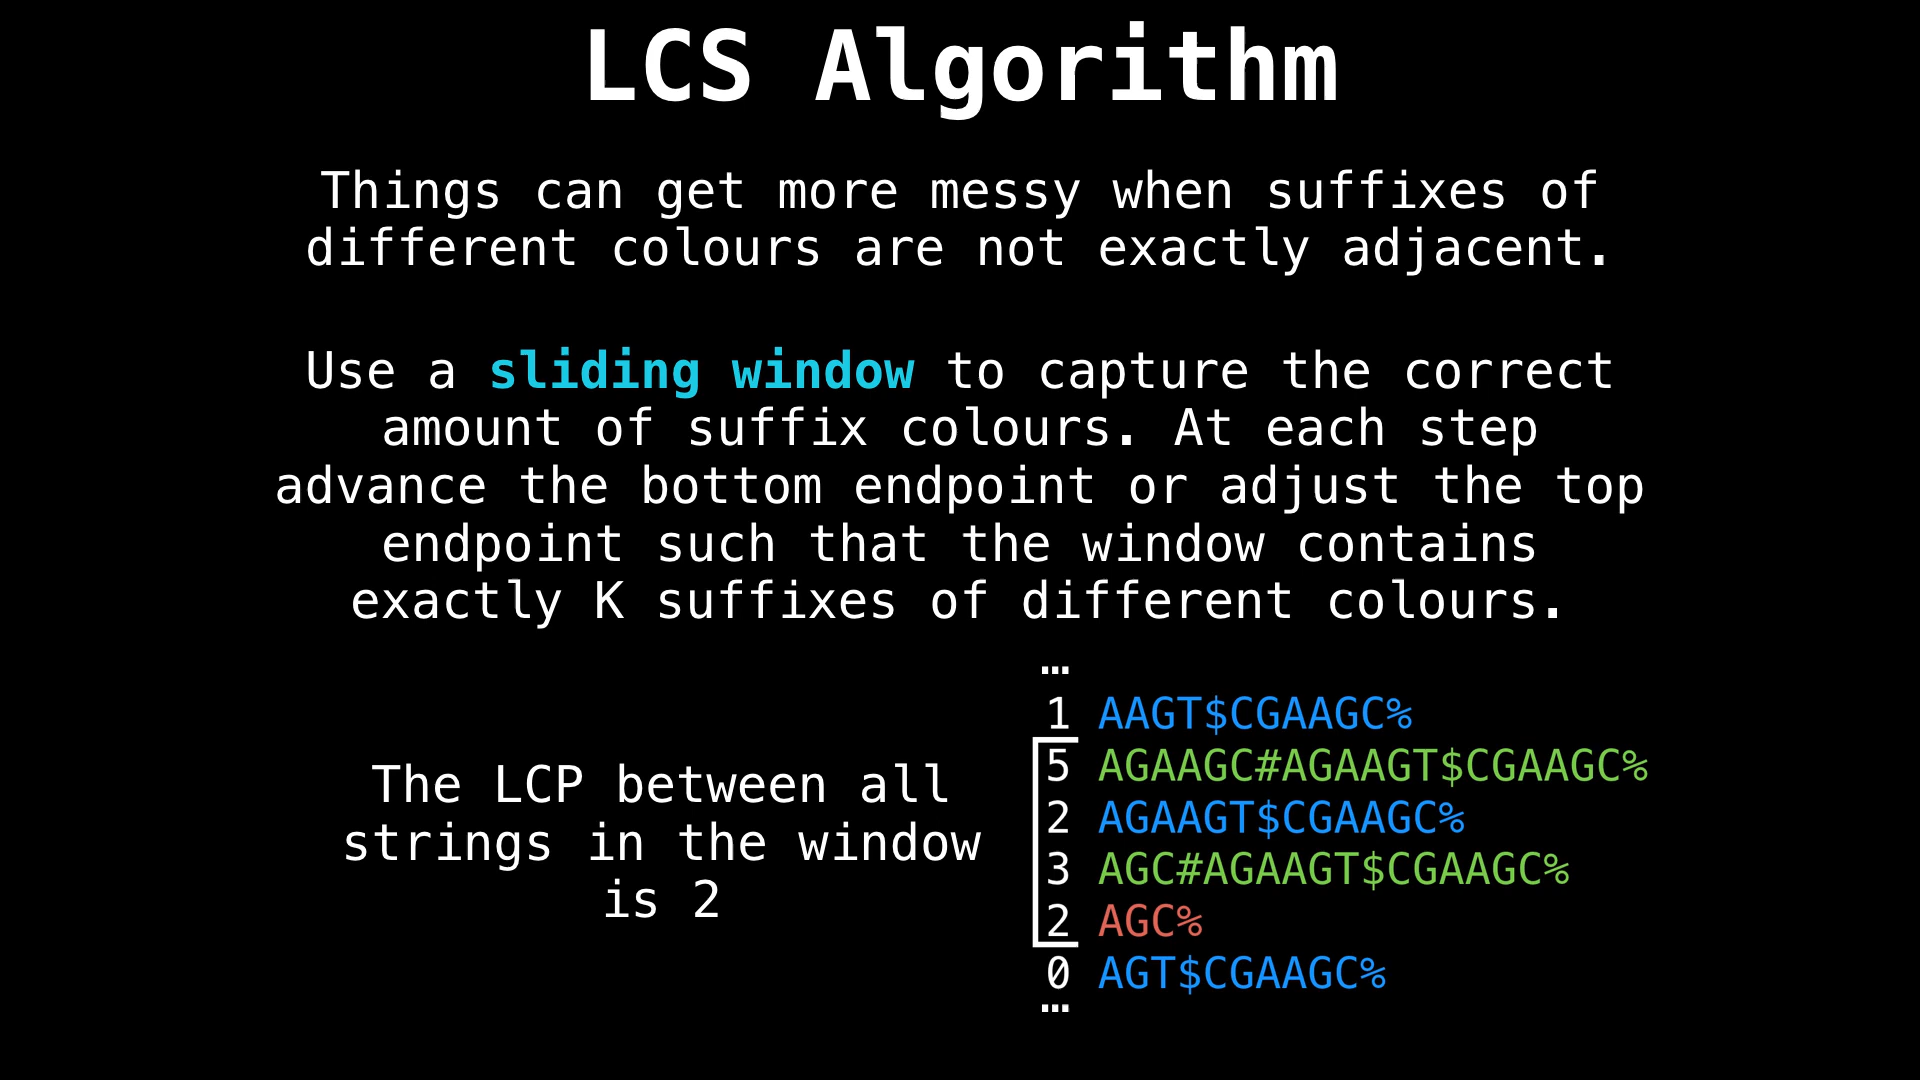 LCS Algorithm
Things can get more messy when suffixes of
different colours are not exactly adjacent.
Use a sliding window to capture the correct
amount of suffix colours. At each step
advance the bottom endpoint or adjust the top
endpoint such that the window contains
exactly K suffixes of different colours.
The LCP between all
strings in the window
is 2
…
1 AAGT$CGAAGC%
5 AGAAGC#AGAAGT$CGAAGC%
2 AGAAGT$CGAAGC%
3 AGC#AGAAGT$CGAAGC%
2 AGC%
0 AGT$CGAAGC%
…